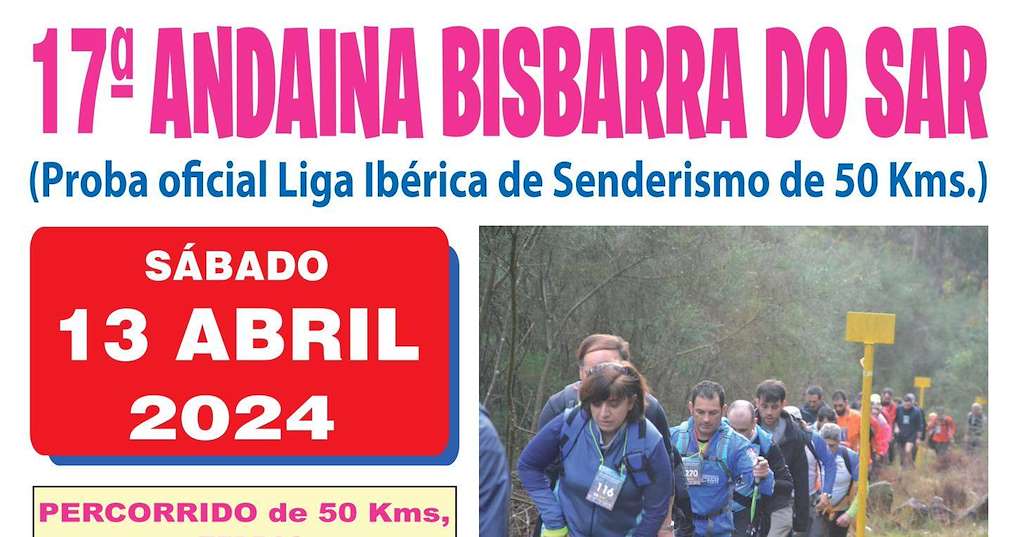 17ª ANDAINA BISBARRA DO SAR
(Proba oficial Liga Ibérica de Senderismo de 50 Kms.)
SÁBADO
13 ABRIL
2024
PERCORRIDO de 50 Kms,
116
270